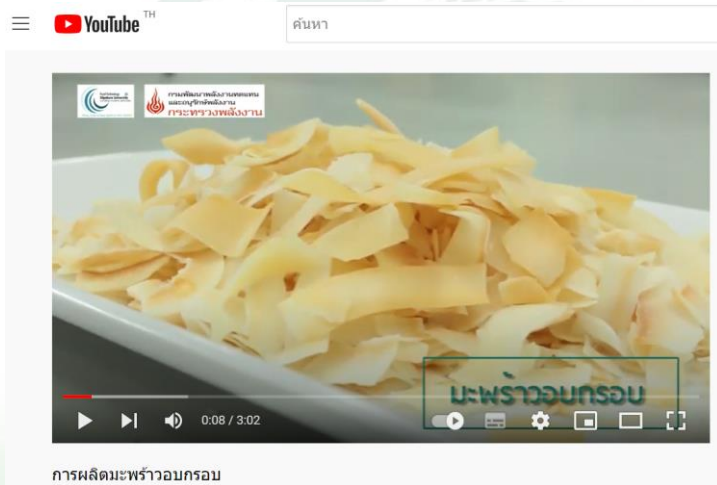 YouTube TH
ค้นหา
กรมพัฒนาพลังงานทดแทน
และอนุรักษ์พลังงาน
กระทรวงพลังงาน
มะพร้าวอบกรอบ
0:08 / 3:02
การผลิตมะพร้าวอบกรอบ